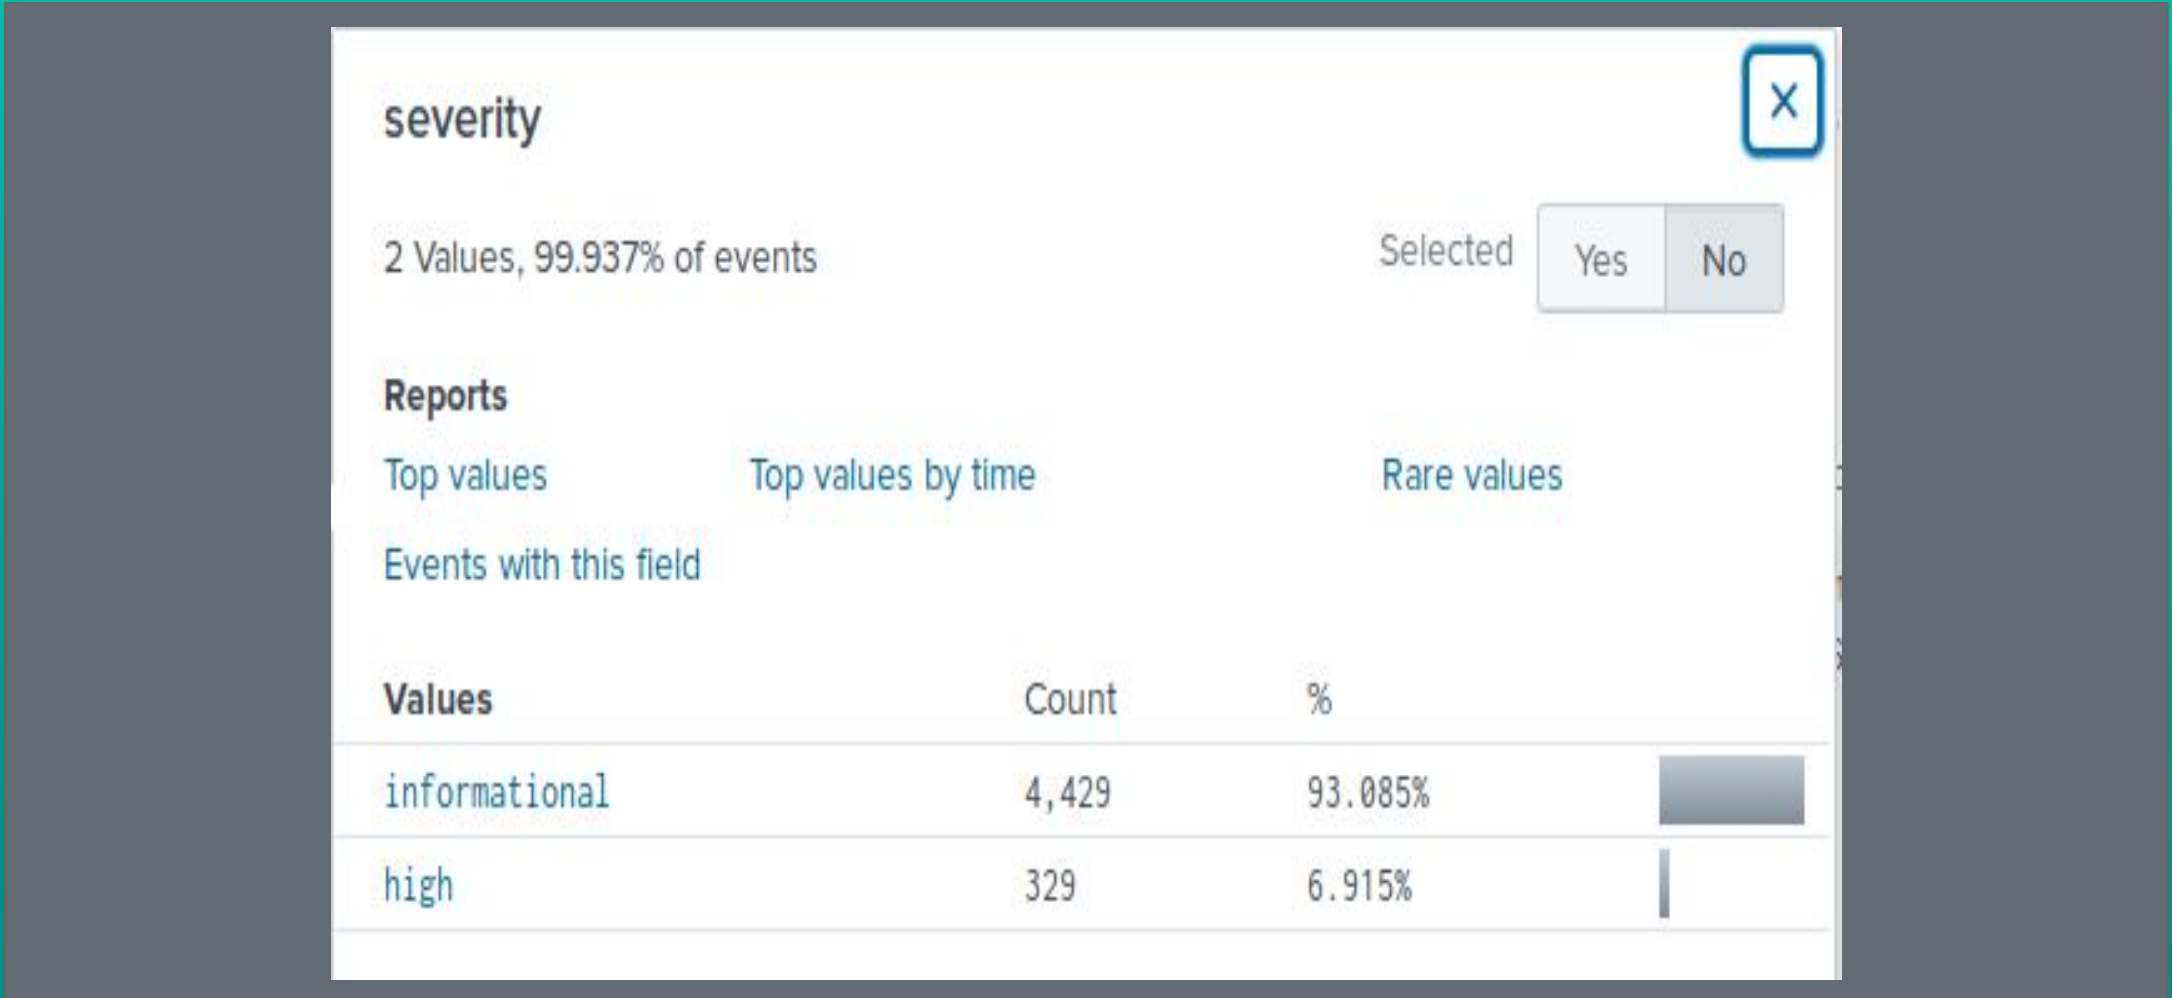 severity
X
2 Values, 99.937% of events
Selected Yes No
Reports
Top values Top values by time Rare values
Events with this field
Values Count %
informational 4,429 93.085%
high 329 6.915%